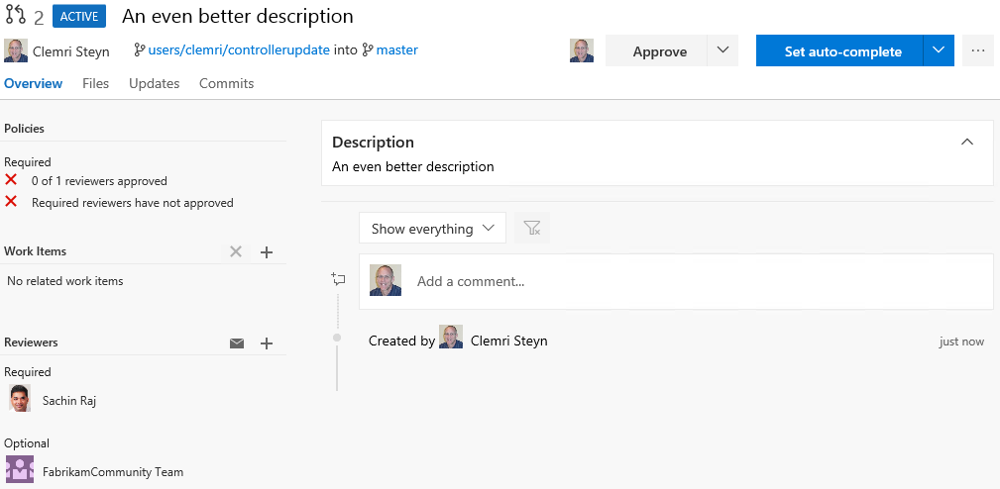 2 ACTIVE An even better description
Clemri Steyn users/clemri/controllerupdate into master Approve Set auto-complete ...
Overview Files Updates Commits
Policies
Required
0 of 1 reviewers approved
Required reviewers have not approved
Work Items
No related work items
Reviewers
Required
Sachin Raj
Optional
FabrikamCommunity Team
Description
An even better description
Show everything
Add a comment...
Created by Clemri Steyn just now